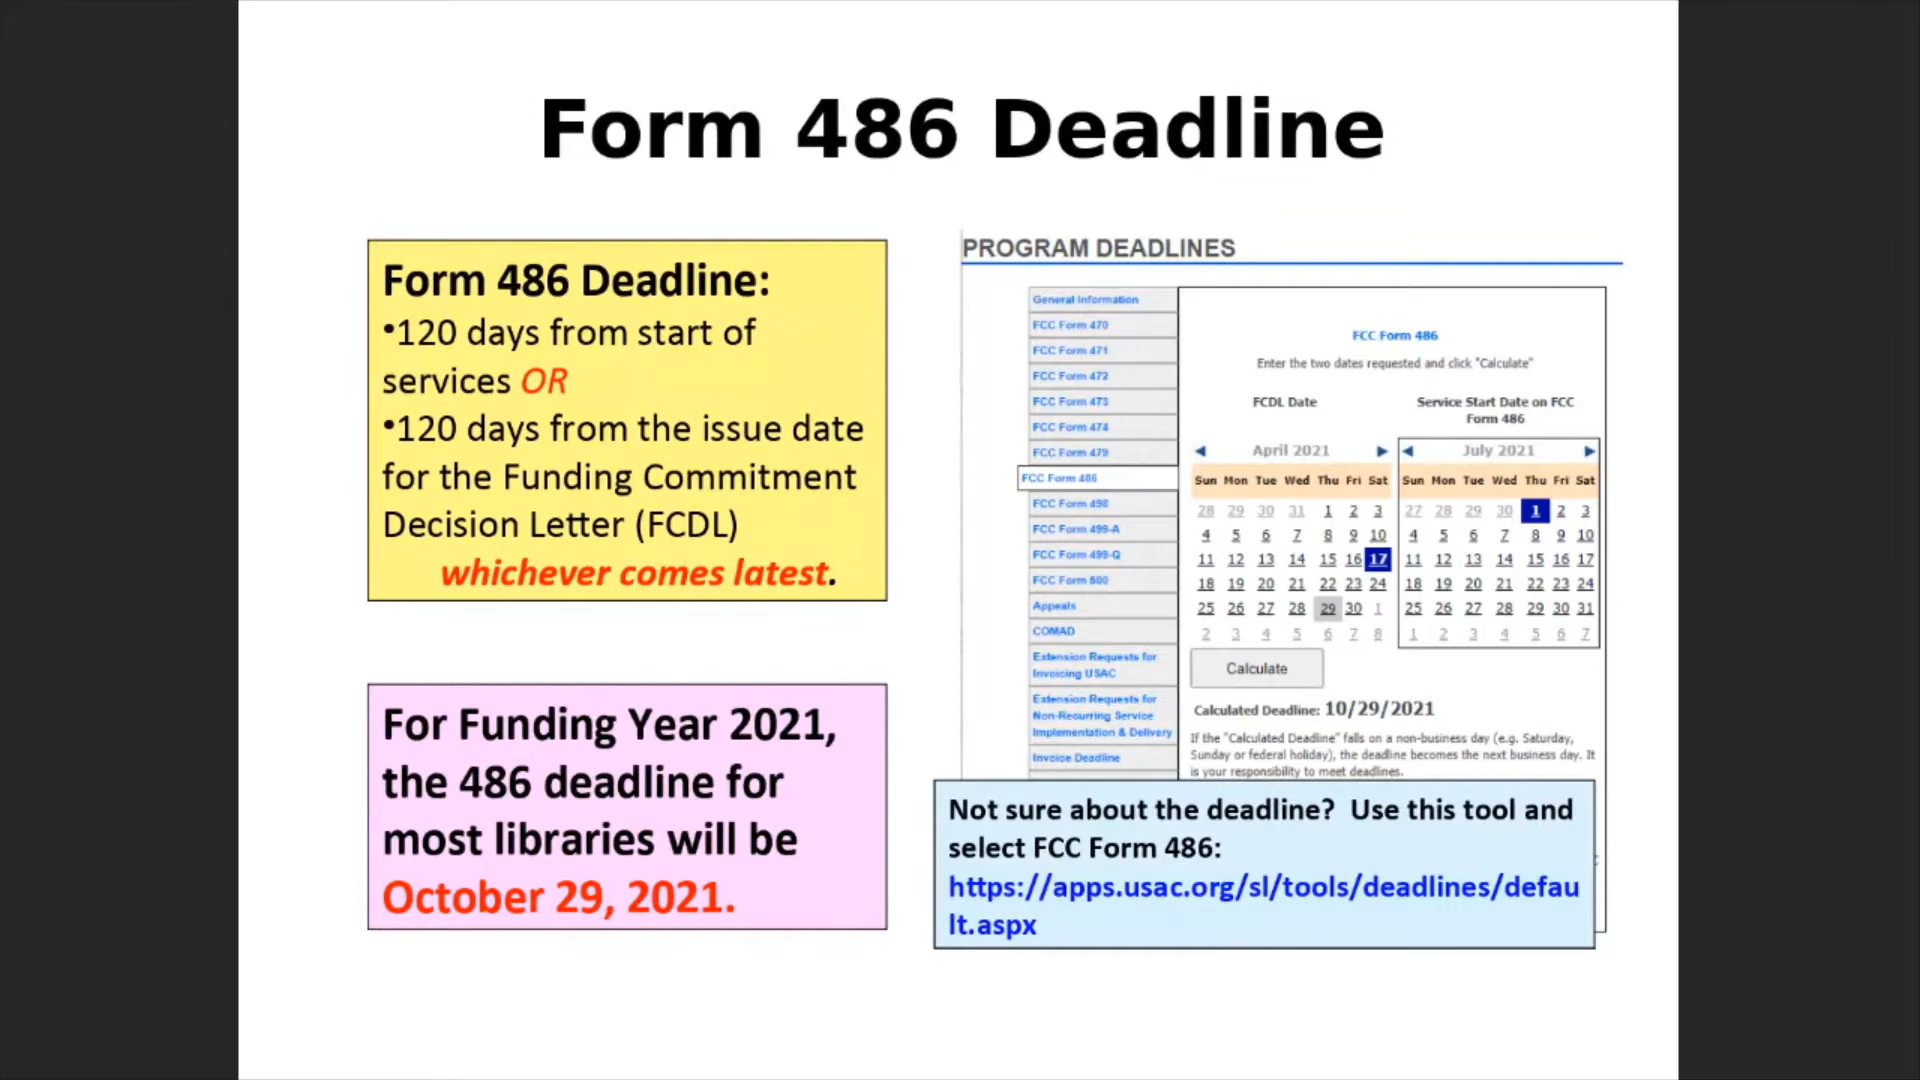 Form 486 Deadline
Form 486 Deadline:
•120 days from start of
services OR
•120 days from the issue date
for the Funding Commitment
Decision Letter (FCDL)
whichever comes latest.
For Funding Year 2021,
the 486 deadline for
most libraries will be
October 29, 2021.
PROGRAM DEADLINES
General Information
FCC Form 470
FCC Form 471
FCC Form 472
FCC Form 473
FCC Form 474
FCC Form 479
FCC Form 486
FCC Form 498
FCC Form 499-A
FCC Form 499-Q
FCC Form 500
Appeals
COMAD
Extension Requests for
Invoicing USAC
Extension Requests for
Non-Recurring Service
Implementation & Delivery
Invoice Deadline
FCC Form 486
Enter the two dates requested and click "Calculate"
FCDL Date
April 2021
Sun Mon Tue Wed Thu Fri Sat
28 29 30 31 1 2 3
4 5 6 7 8 9 10
11 12 13 14 15 16 17
18 19 20 21 22 23 24
25 26 27 28 29 30 1
2 3 4 5 6 7 8
Service Start Date on FCC
Form 486
July 2021
Sun Mon Tue Wed Thu Fri Sat
27 28 29 30 1 2 3
4 5 6 7 8 9 10
11 12 13 14 15 16 17
18 19 20 21 22 23 24
25 26 27 28 29 30 31
1 2 3 4 5 6 7
Calculate
Calculated Deadline: 10/29/2021
If the "Calculated Deadline" falls on a non-business day (e.g. Saturday,
Sunday or federal holiday), the deadline becomes the next business day. It
is your responsibility to meet deadlines.
Not sure about the deadline? Use this tool and
select FCC Form 486:
https://apps.usac.org/sl/tools/deadlines/defau
lt.aspx